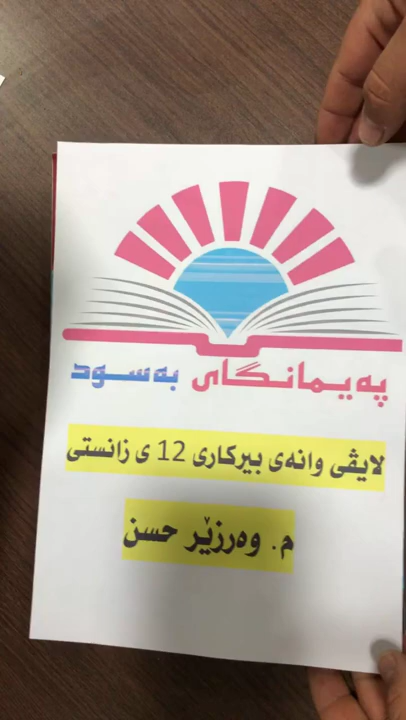 پەیمانگای بەسود
لایڤی وانەی بیرکاری 12 ی زانستی
م. وەرزێر حسن